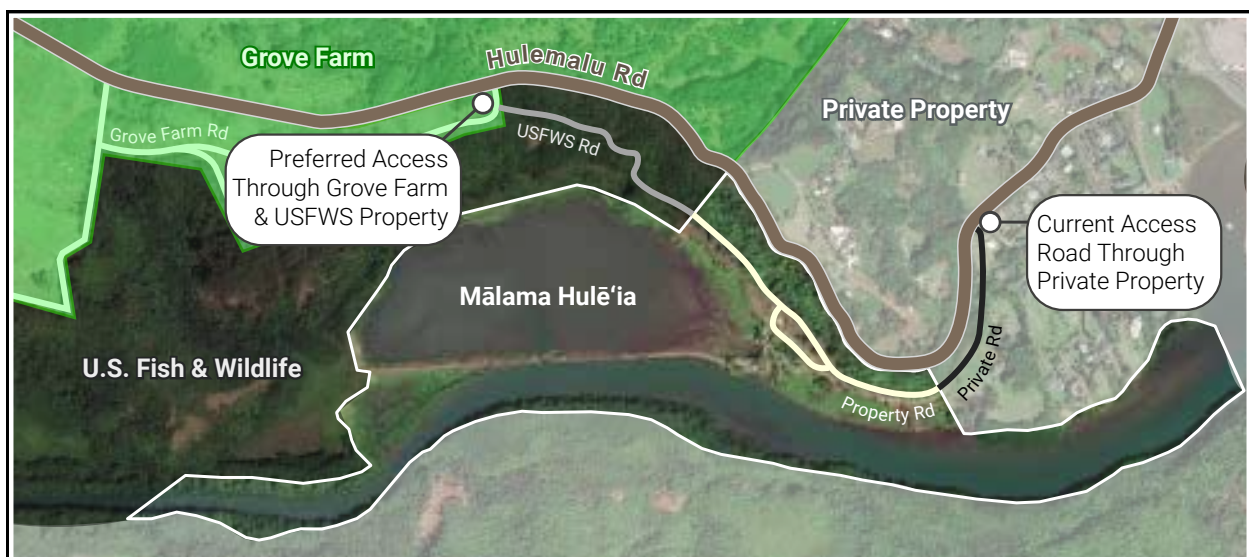 Grove Farm
Hulemalu Rd
Private Property
Grove Farm Rd
USFWS Rd
Preferred Access
Through Grove Farm
& USFWS Property
Current Access
Road Through
Private Property
Mālama Hulēʻia
U.S. Fish & Wildlife
Private Rd
Property Rd